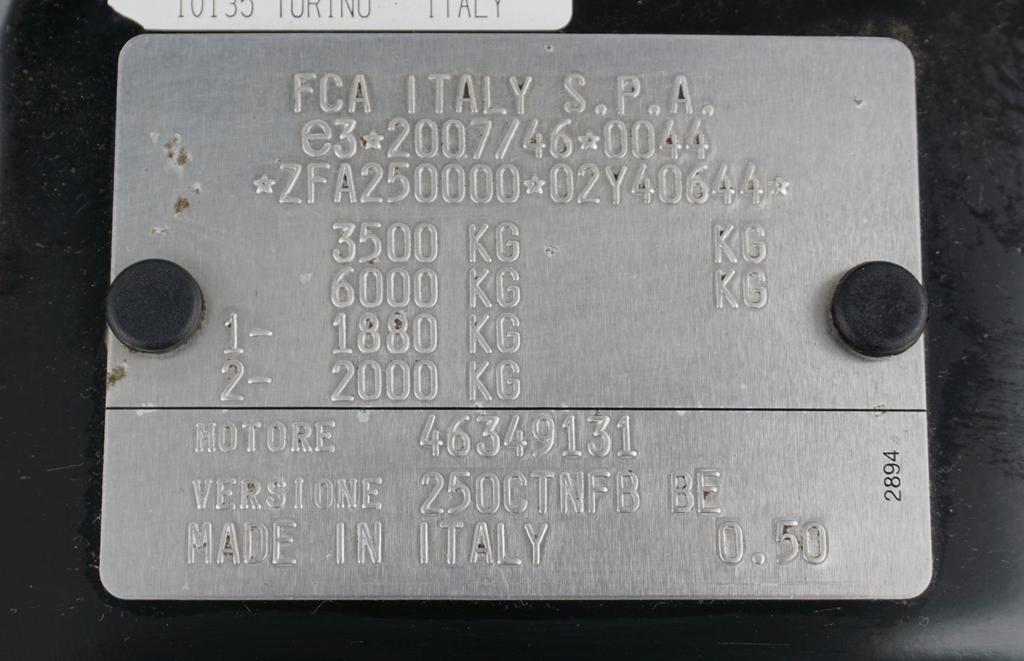 10135 TORINO - ITALY
FCA ITALY S.P.A.
e3*2007/46*0044
*ZFA250000*02Y40644*
3500 KG KG
6000 KG KG
1- 1880 KG
2- 2000 KG
MOTORE 46349131
VERSIONE 250CTNFB BE
MADE IN ITALY 0.50
2894